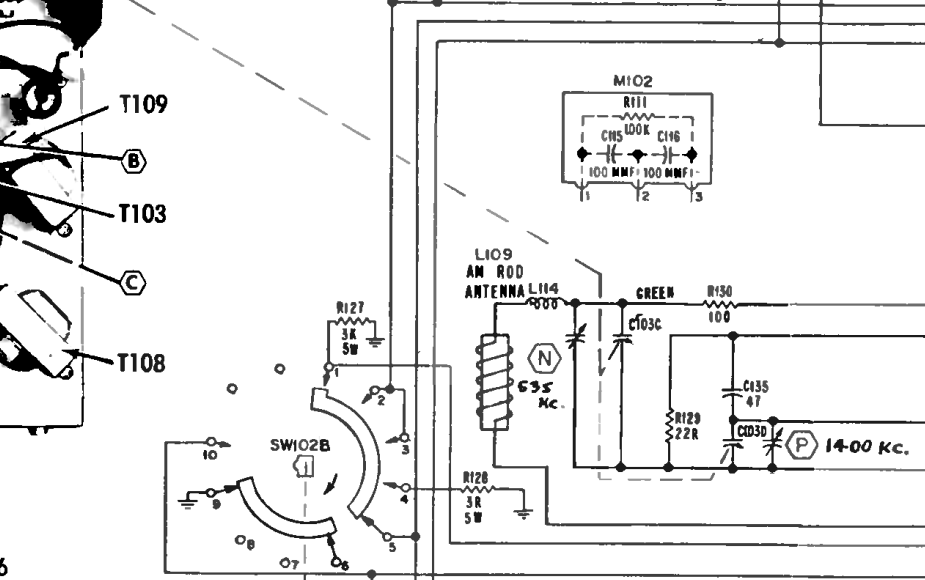 T109
B
T103
C
T108
6
M102
R111
100K
C115
C116
100 MMF
100 MMF
1
2
3
L109
AM ROD
ANTENNA
L114
GREEN
R130
100
C103C
N
535
KC.
R127
3K
5W
1
2
3
4
5
6
7
8
9
10
SW102B
R128
3R
5W
R129
22R
C135
47
C103D
P
1400 KC.